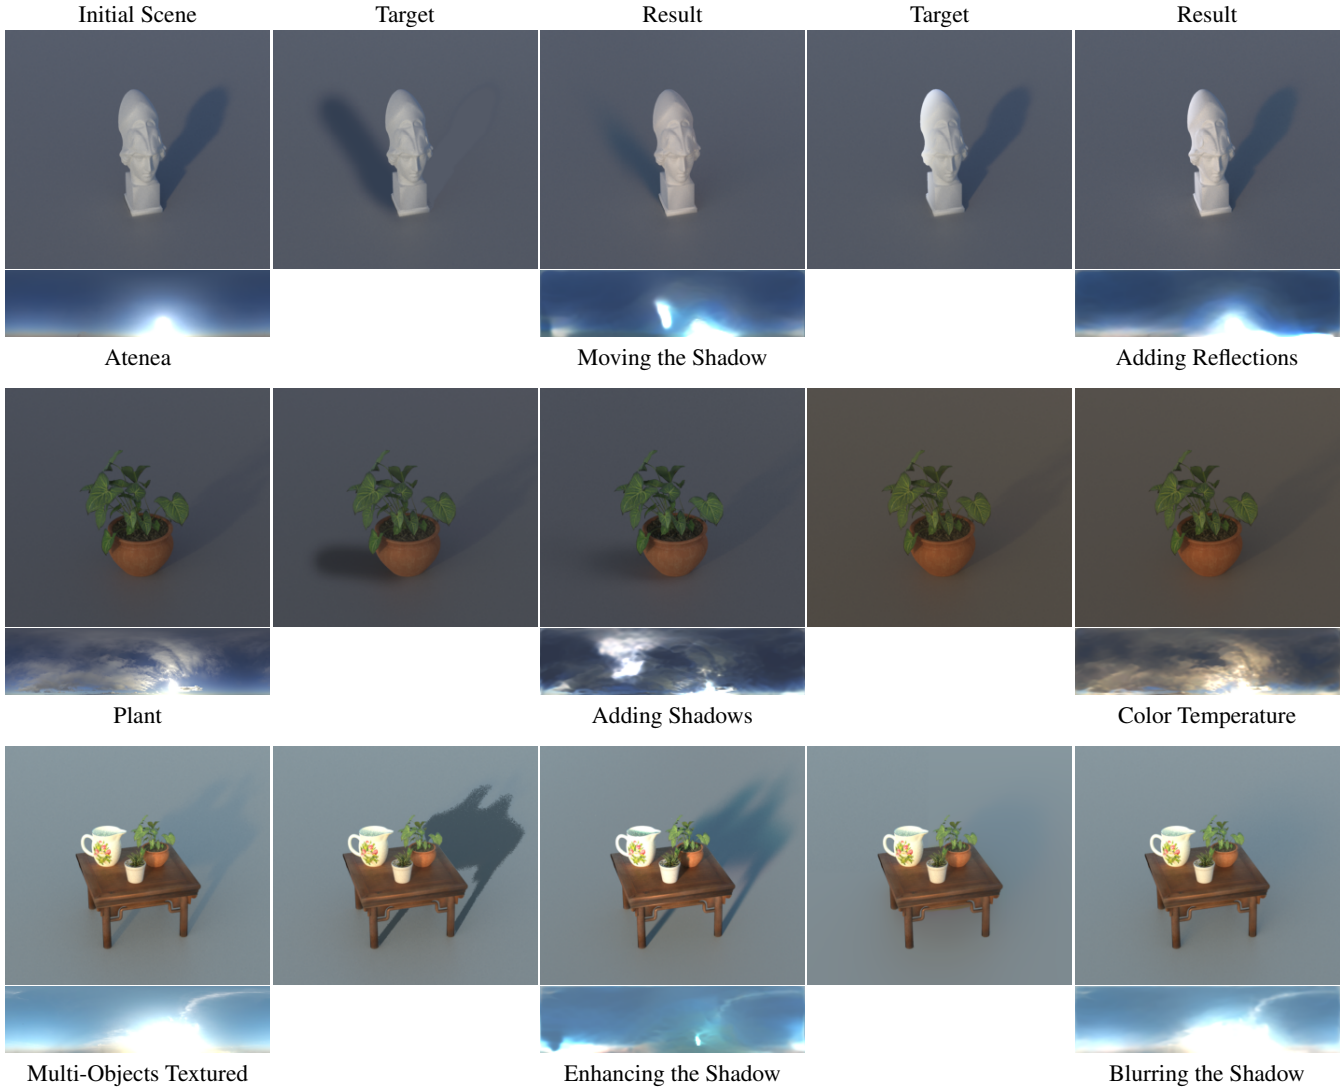 Initial Scene Target Result Target Result
Atenea Moving the Shadow Adding Reflections
Plant Adding Shadows Color Temperature
Multi-Objects Textured Enhancing the Shadow Blurring the Shadow